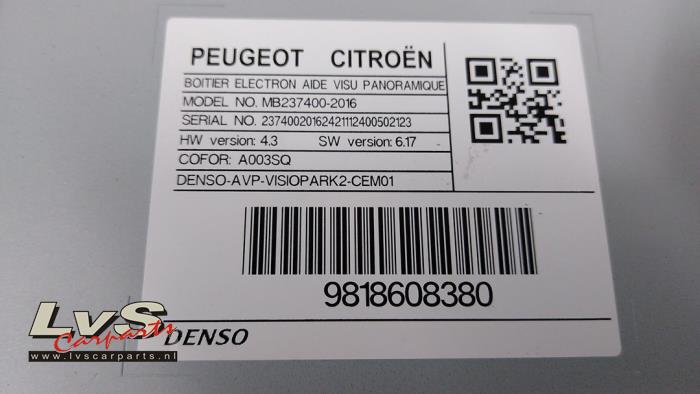 PEUGEOT CITROËN
BOITIER ELECTRON AIDE VISU PANORAMIQUE
MODEL NO. MB237400-2016
SERIAL NO. 23740020162421112400502123
HW version: 4.3 SW version: 6.17
COFOR: A003SQ
DENSO-AVP-VISIOPARK2-CEM01
9818608380
LvS
Carparts
www.lvscarparts.nl
DENSO